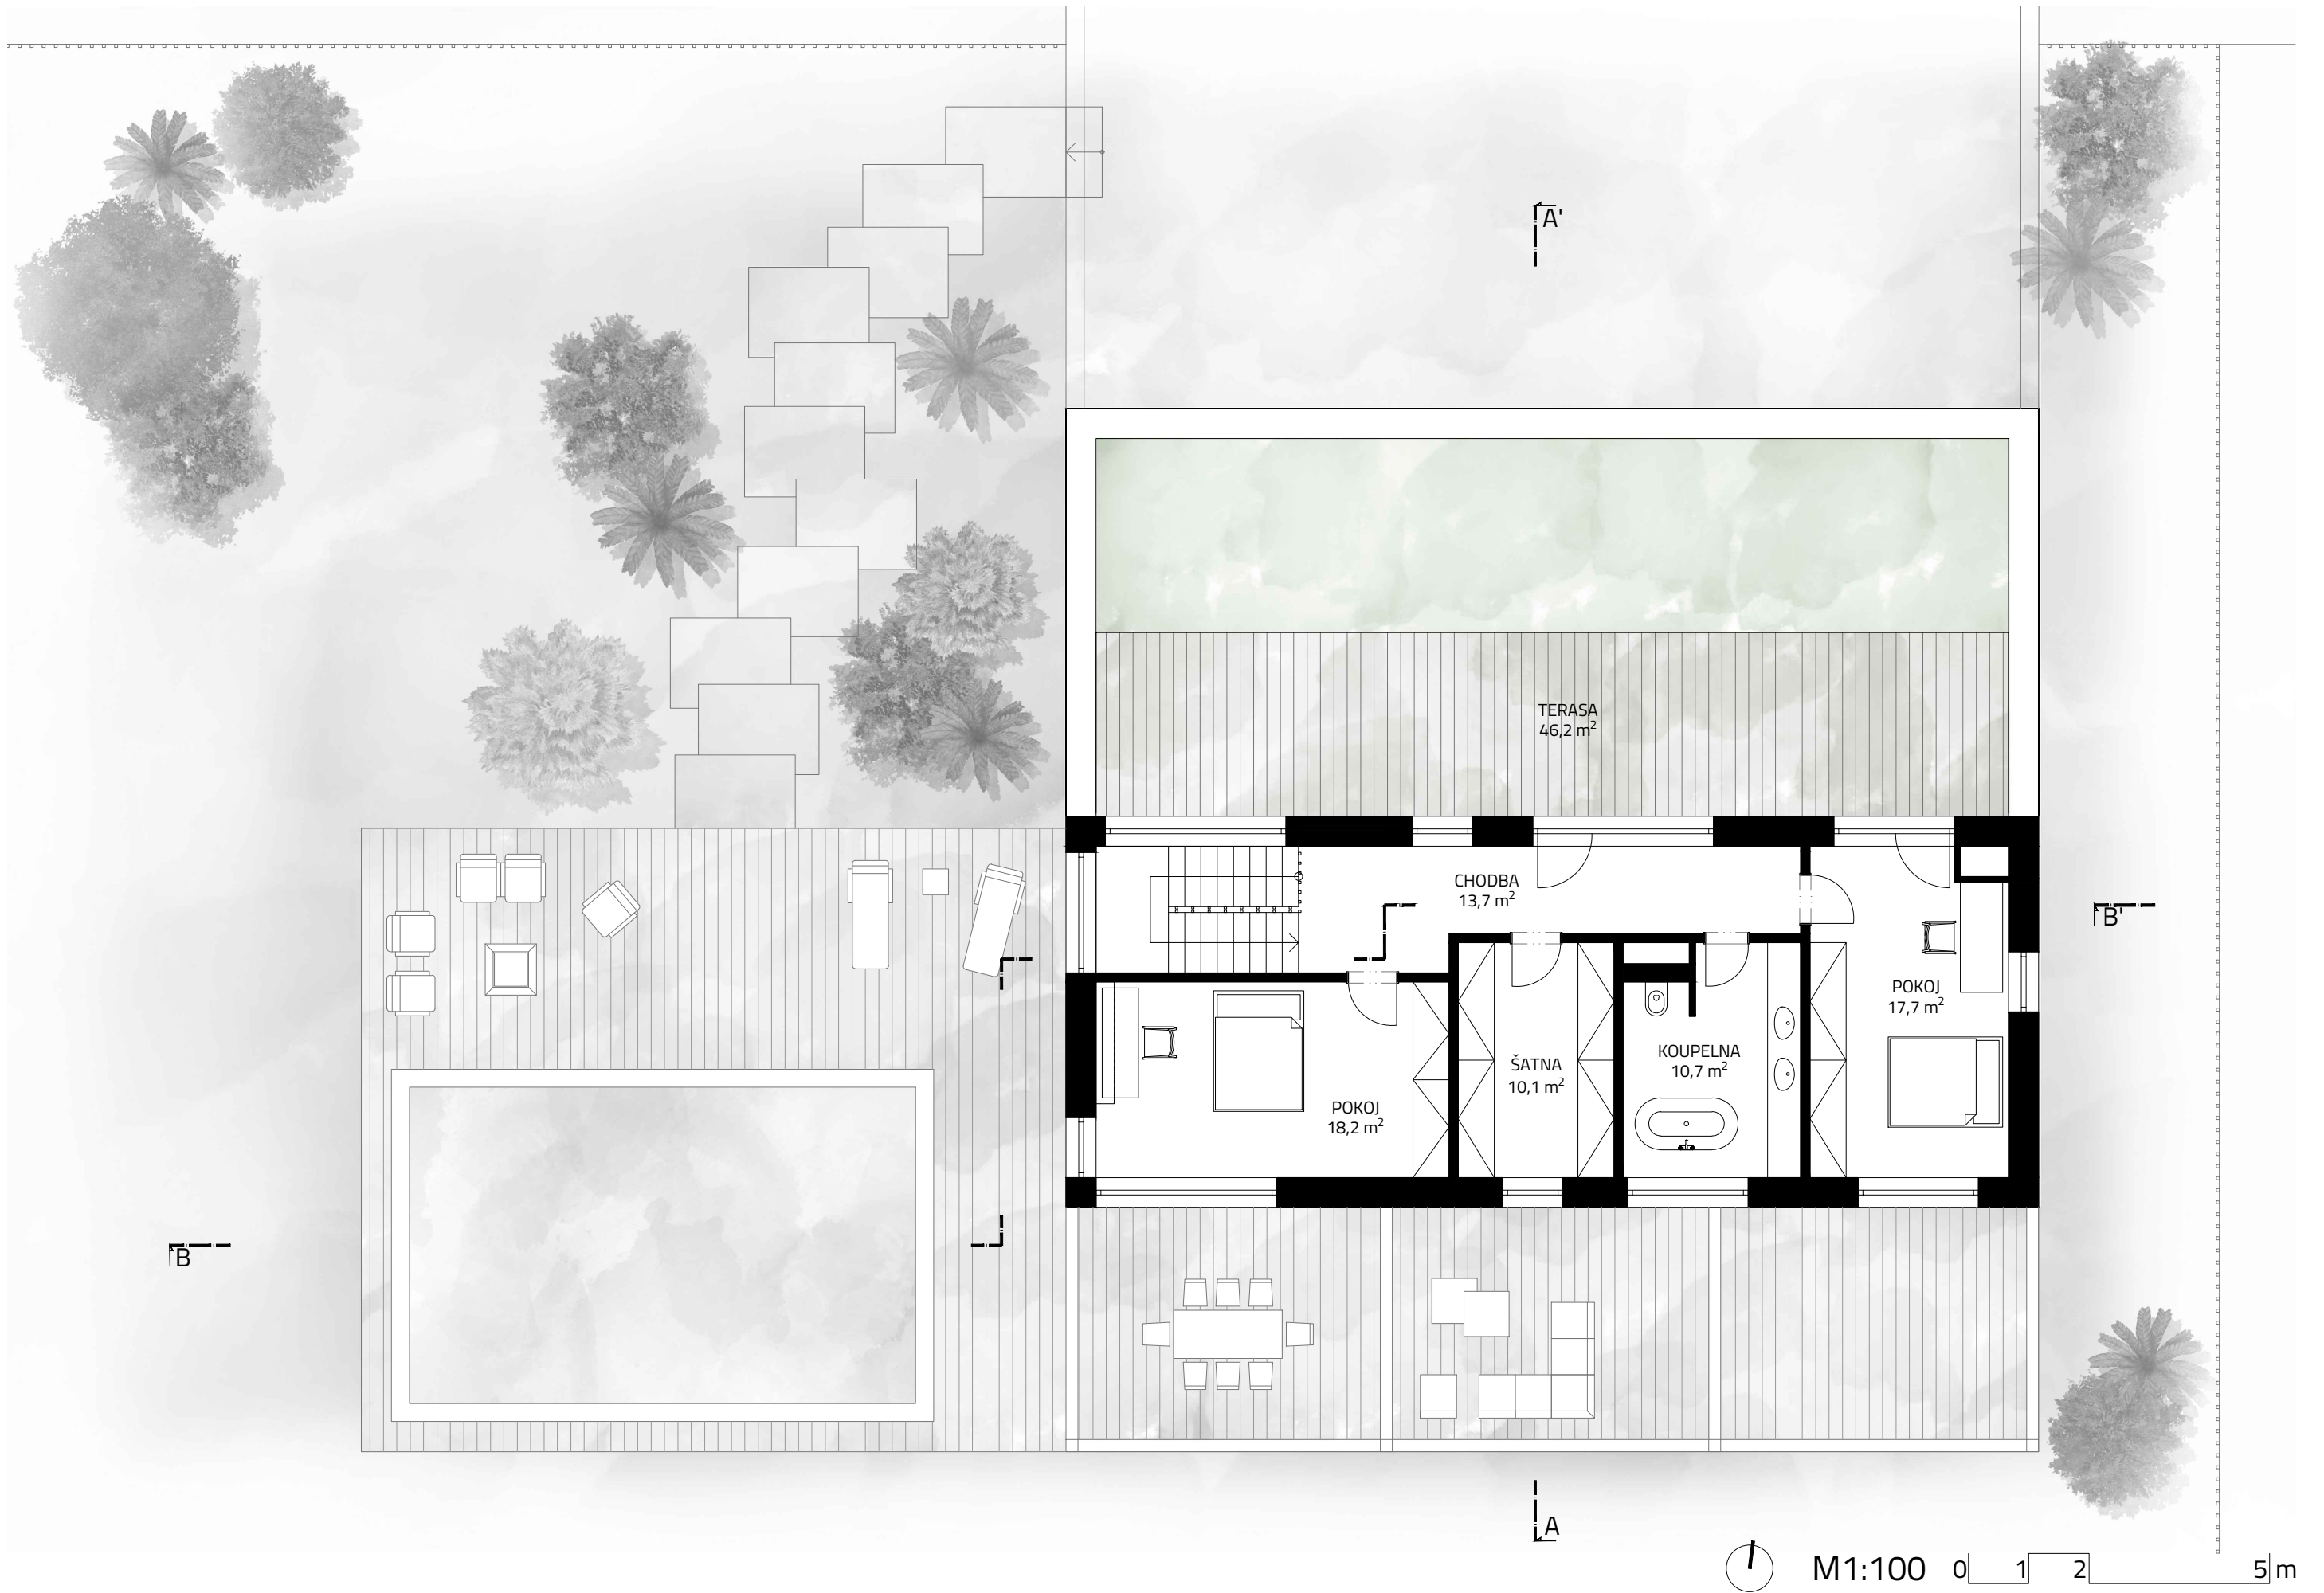 A'
TERASA
46,2 m²
CHODBA
13,7 m²
B'
POKOJ
17,7 m²
KOUPELNA
10,7 m²
ŠATNA
10,1 m²
POKOJ
18,2 m²
B
A
M1:100 0 1 2 5 m